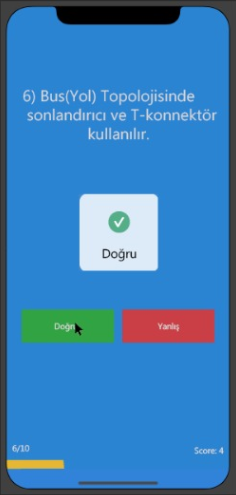 6) Bus(Yol) Topolojisinde
sonlandırıcı ve T-konnektör
kullanılır.
Doğru
Doğru
Yanlış
6/10
Score: 4